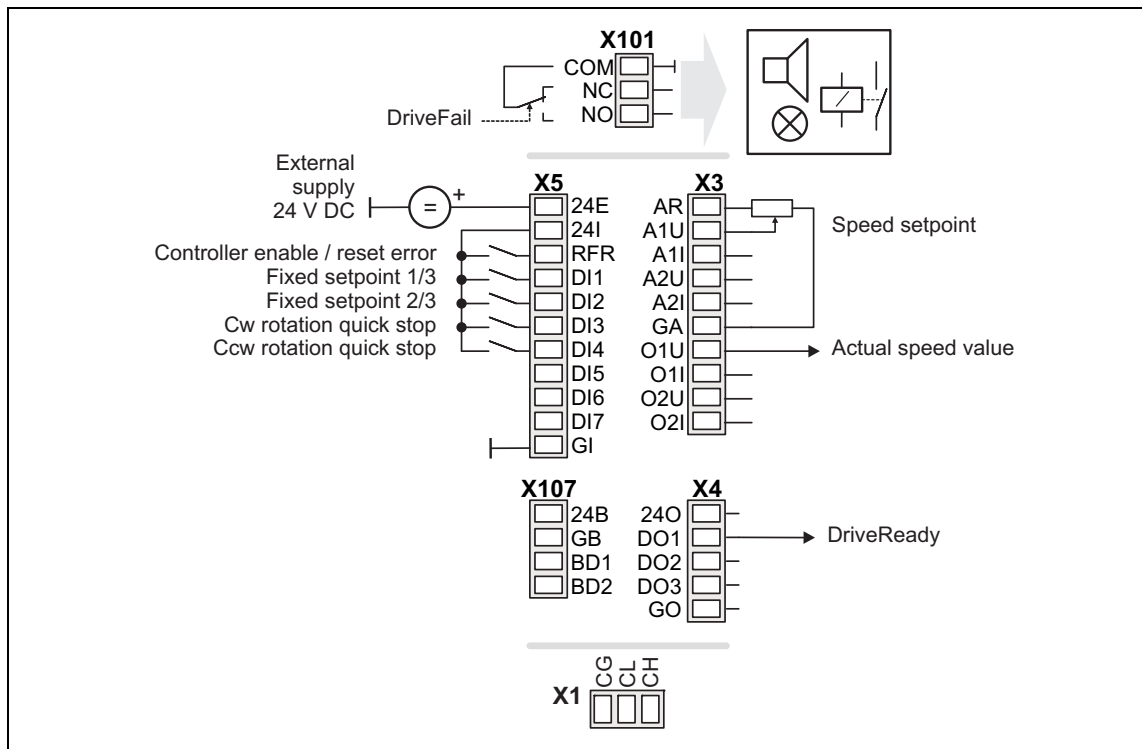 X101
COM
NC
NO
DriveFail
External
supply
24 V DC
=
+
X5
24E
24I
RFR
DI1
DI2
DI3
DI4
DI5
DI6
DI7
GI
Controller enable / reset error
Fixed setpoint 1/3
Fixed setpoint 2/3
Cw rotation quick stop
Ccw rotation quick stop
X3
AR
A1U
A1I
A2U
A2I
GA
O1U
O1I
O2U
O2I
Speed setpoint
Actual speed value
X107
24B
GB
BD1
BD2
X4
24O
DO1
DO2
DO3
GO
DriveReady
X1
CG
CL
CH